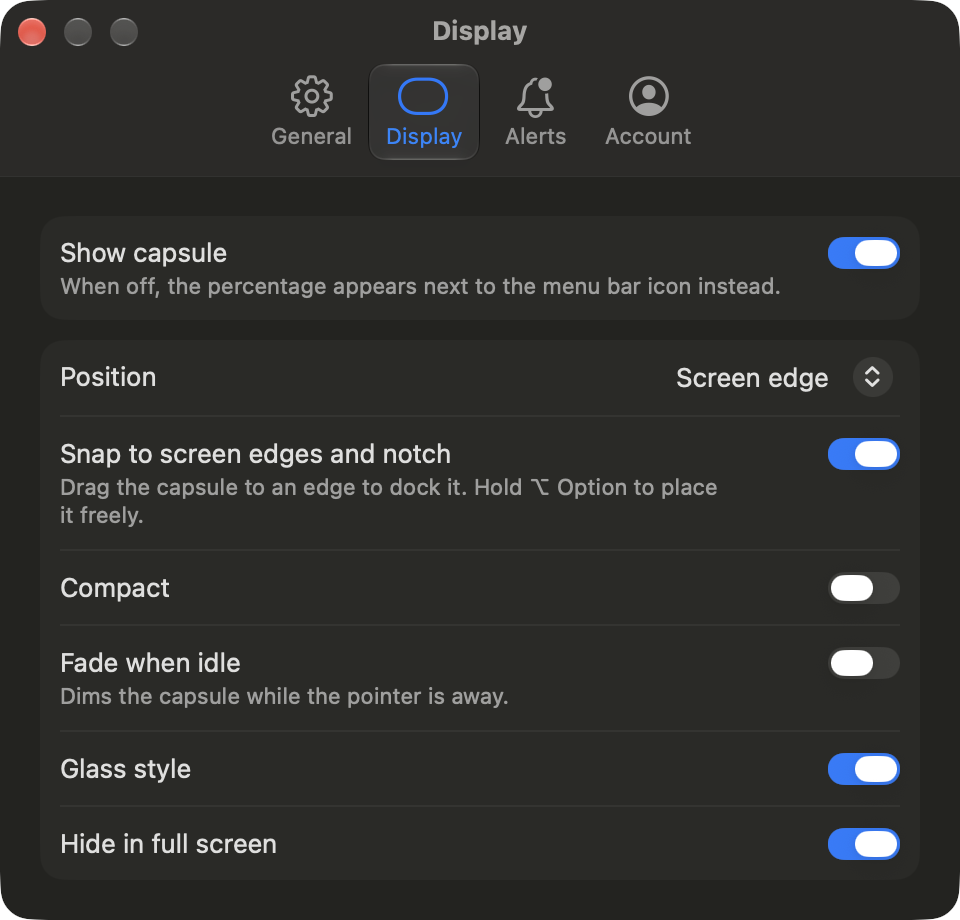 Display
General
Display
Alerts
Account
Show capsule
When off, the percentage appears next to the menu bar icon instead.
Position
Screen edge
Snap to screen edges and notch
Drag the capsule to an edge to dock it. Hold ⌥ Option to place
it freely.
Compact
Fade when idle
Dims the capsule while the pointer is away.
Glass style
Hide in full screen